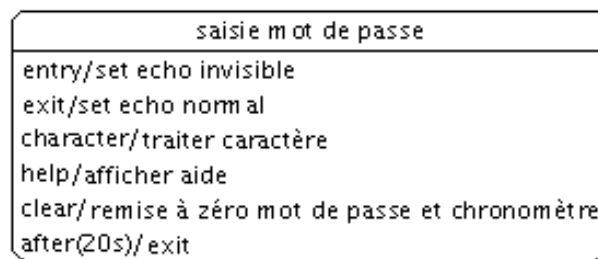 saisie mot de passe
entry/set echo invisible
exit/set echo normal
character/traiter caractère
help/afficher aide
clear/remise à zéro mot de passe et chronomètre
after(20s)/exit